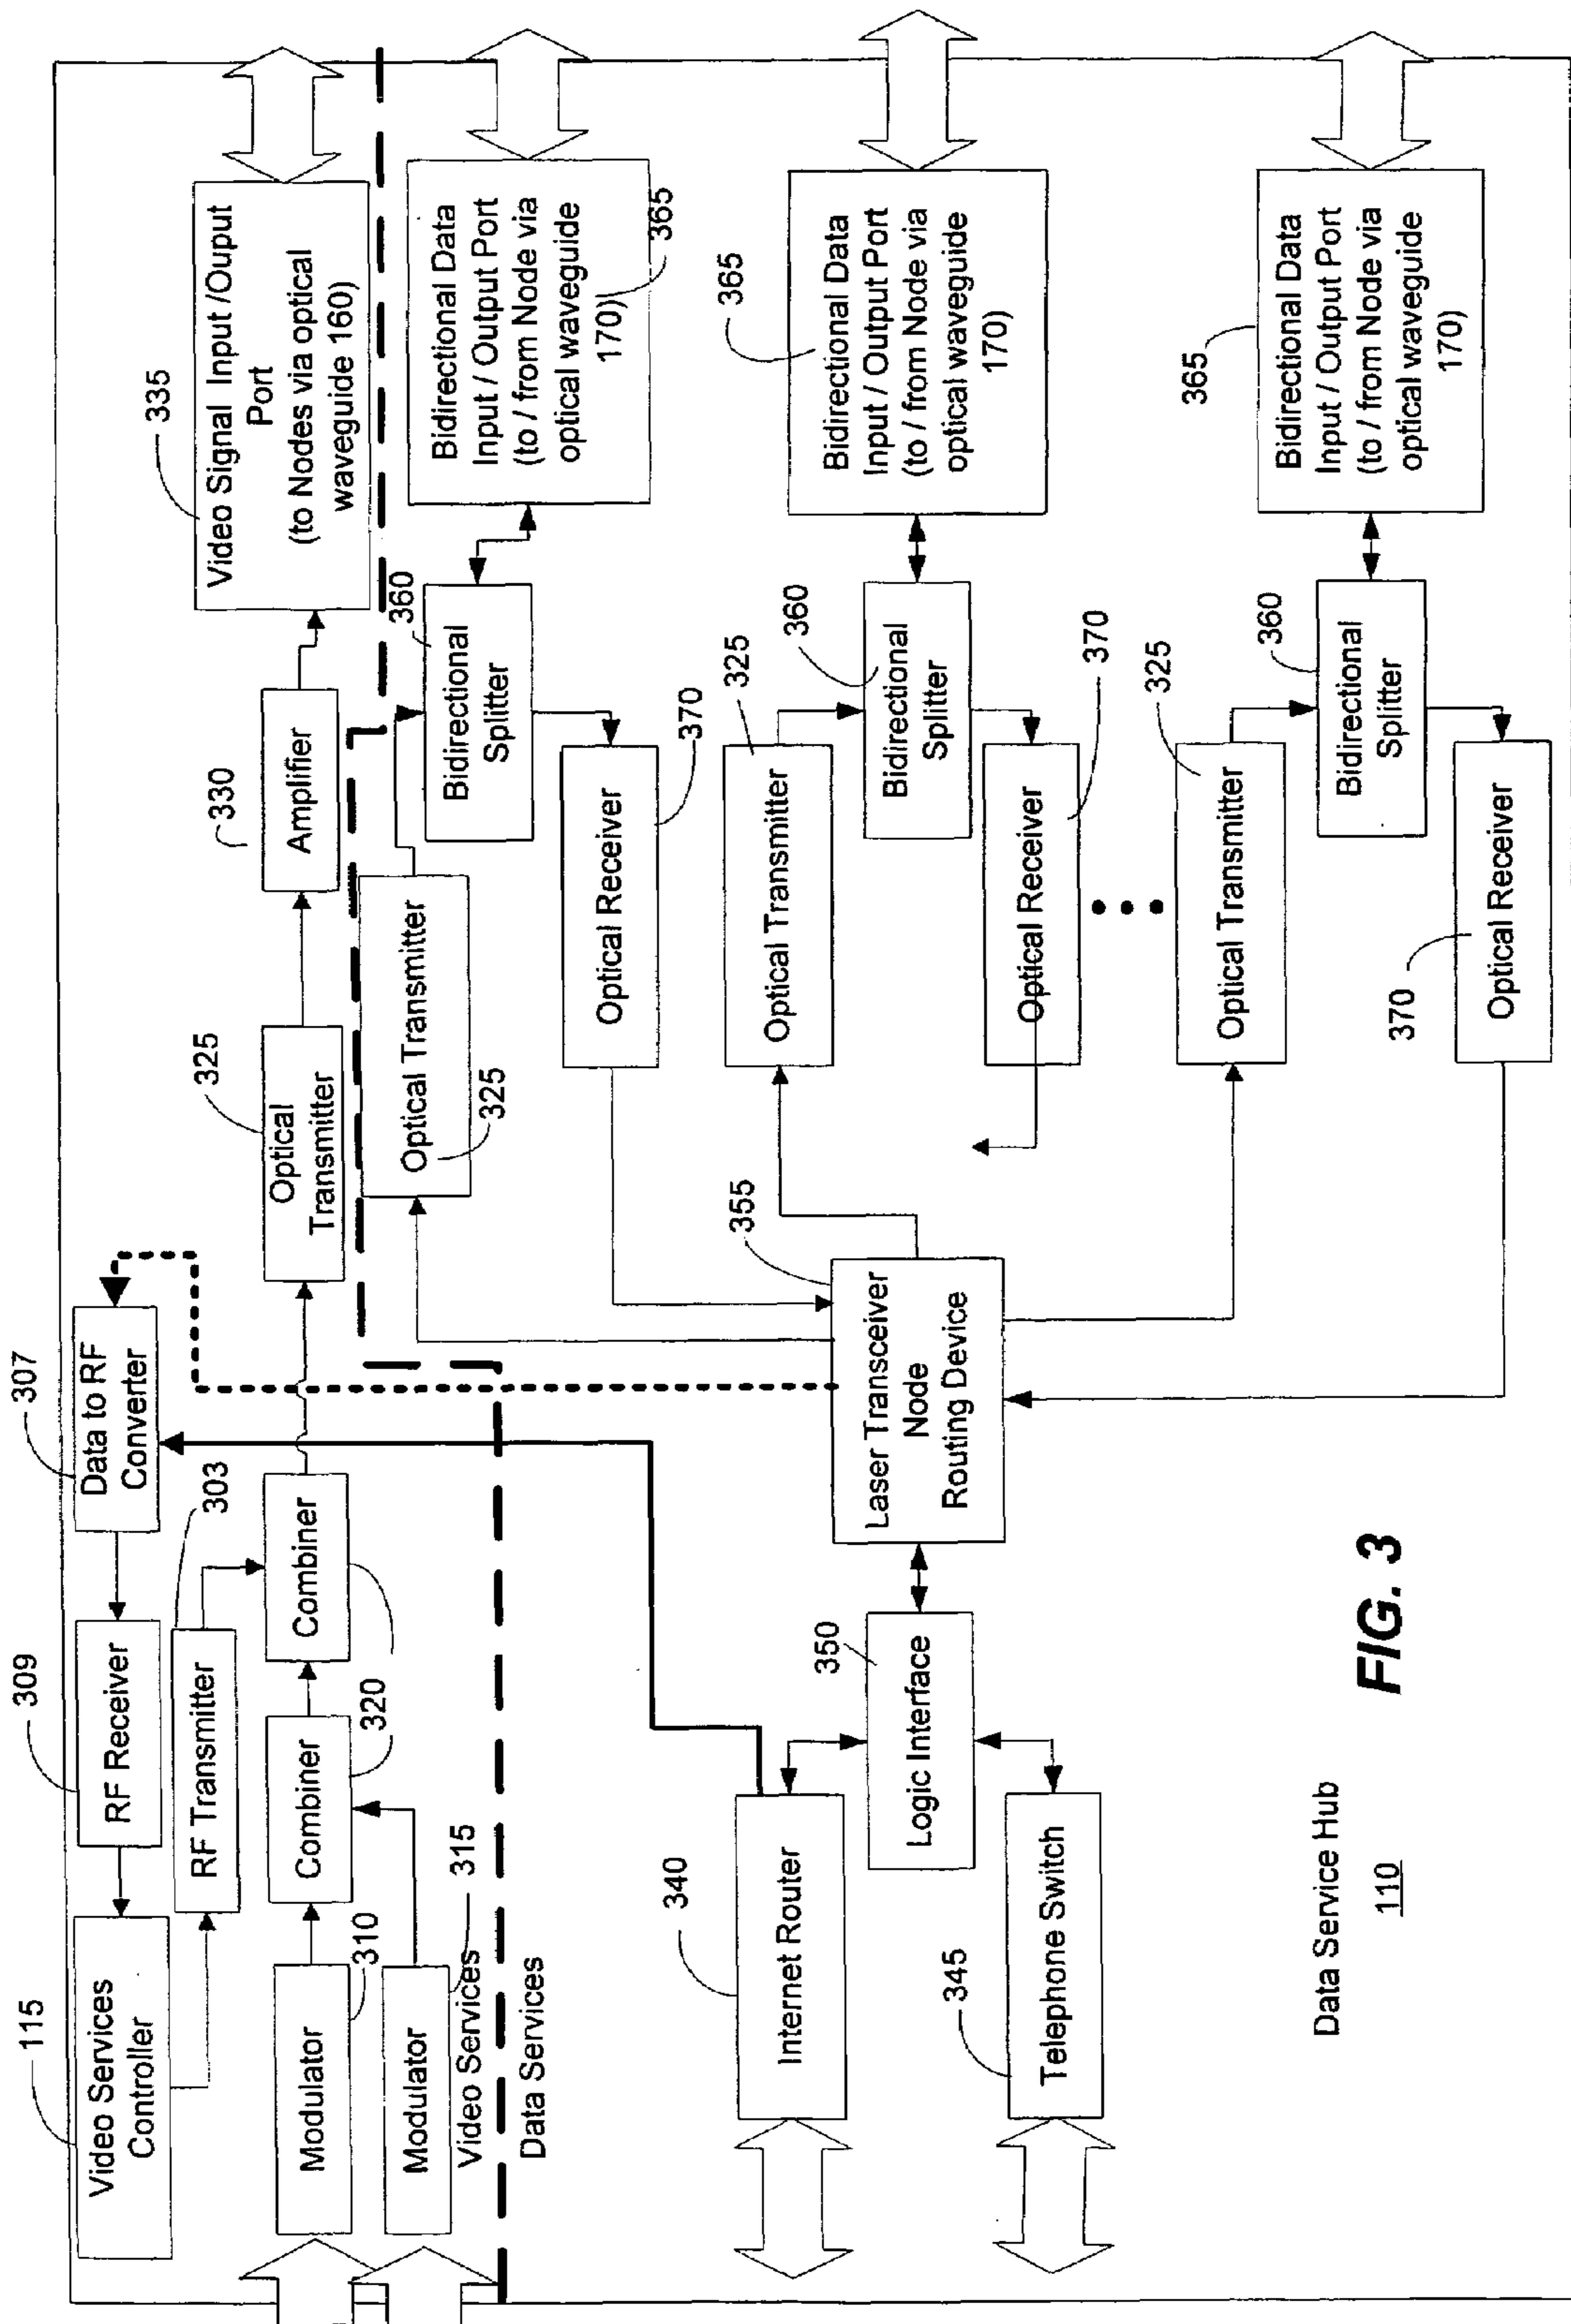 115
Video Services
Controller
309
RF Receiver
307
Data to RF
Converter
RF Transmitter
303
Modulator
310
Combiner
320
Combiner
325
Optical
Transmitter
330
Amplifier
335
Video Signal Input /Ouput
Port
(to Nodes via optical
waveguide 160)
Modulator
315
Video Services
Data Services
Optical Transmitter
325
360
Bidirectional
Splitter
Bidirectional Data
Input / Output Port
(to / from Node via
optical waveguide
170)
365
Optical Receiver
370
340
Internet Router
345
Telephone Switch
350
Logic Interface
355
Laser Transceiver
Node
Routing Device
325
Optical Transmitter
360
Bidirectional
Splitter
365
Bidirectional Data
Input / Output Port
(to / from Node via
optical waveguide
170)
Optical Receiver
370
325
Optical Transmitter
360
Bidirectional
Splitter
365
Bidirectional Data
Input / Output Port
(to / from Node via
optical waveguide
170)
370
Optical Receiver
Data Service Hub
110
FIG. 3